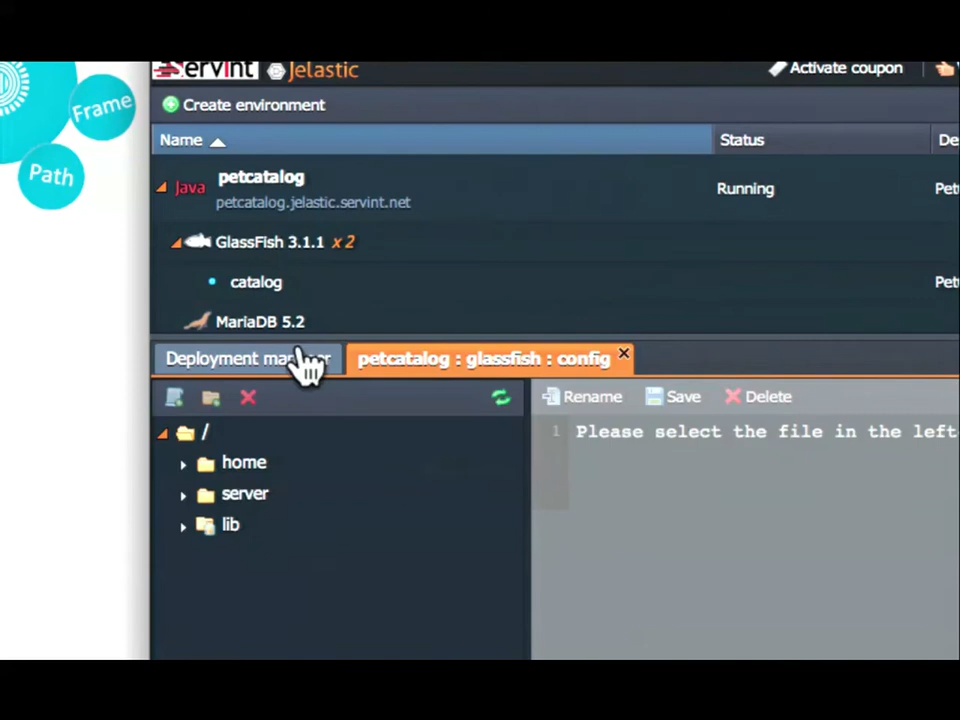 Frame
Path
ServInt Jelastic
Activate coupon
Create environment
Name Status De
Java petcatalog Running Pet
petcatalog.jelastic.servint.net
GlassFish 3.1.1 x 2
catalog Pet
MariaDB 5.2
Deployment ma er petcatalog : glassfish : config
Rename Save Delete
/ 1 Please select the file in the left
home
server
lib